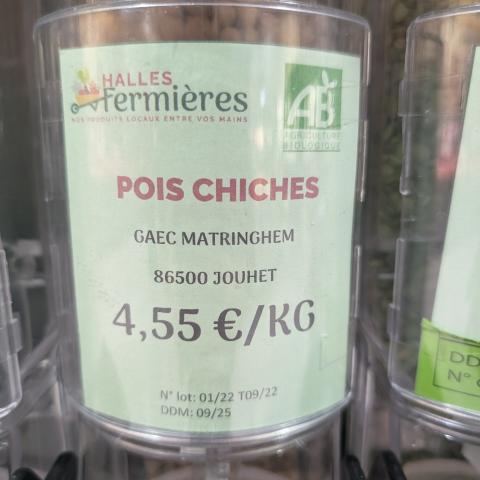 HALLES
Fermières
NOS PRODUITS LOCAUX ENTRE VOS MAINS
AB
AGRICULTURE
BIOLOGIQUE
POIS CHICHES
GAEC MATRINGHEM
86500 JOUHET
4,55 €/KG
N° lot: 01/22 T09/22
DDM: 09/25
DD
N°